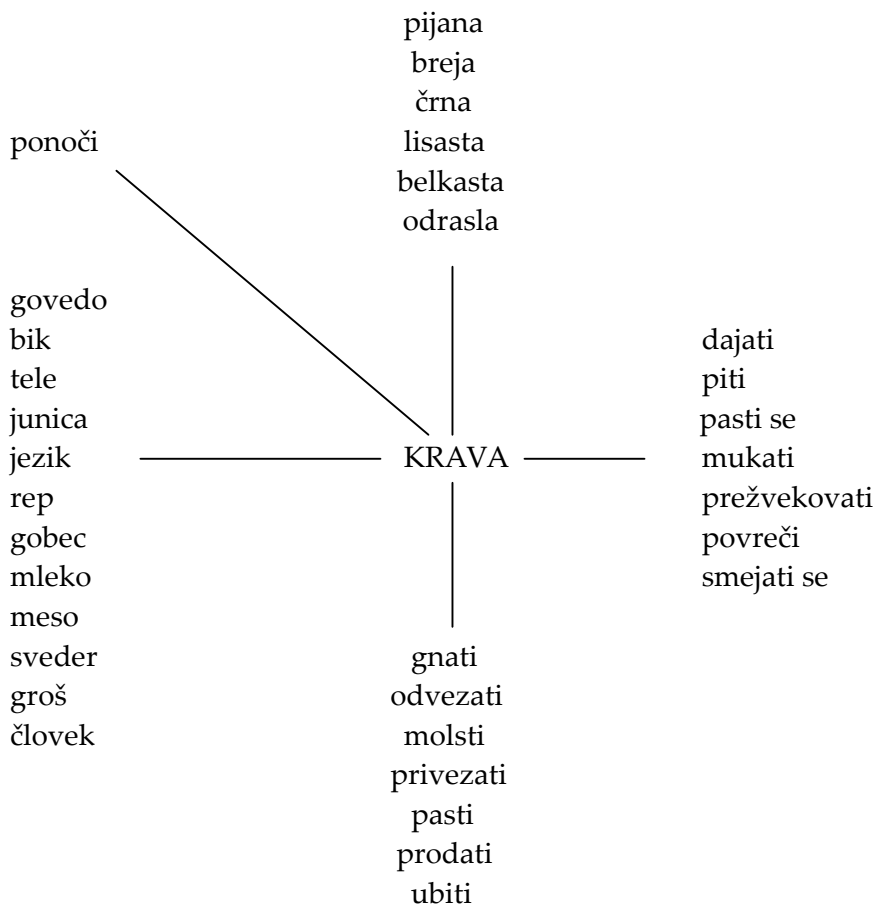 pijana
breja
črna
ponoči
lisasta
belkasta
odrasla
govedo
bik
tele
junica
jezik
rep
gobec
mleko
meso
sveder
groš
človek
KRAVA
dajati
piti
pasti se
mukati
prežvekovati
povreči
smejati se
gnati
odvezati
molsti
privezati
pasti
prodati
ubiti